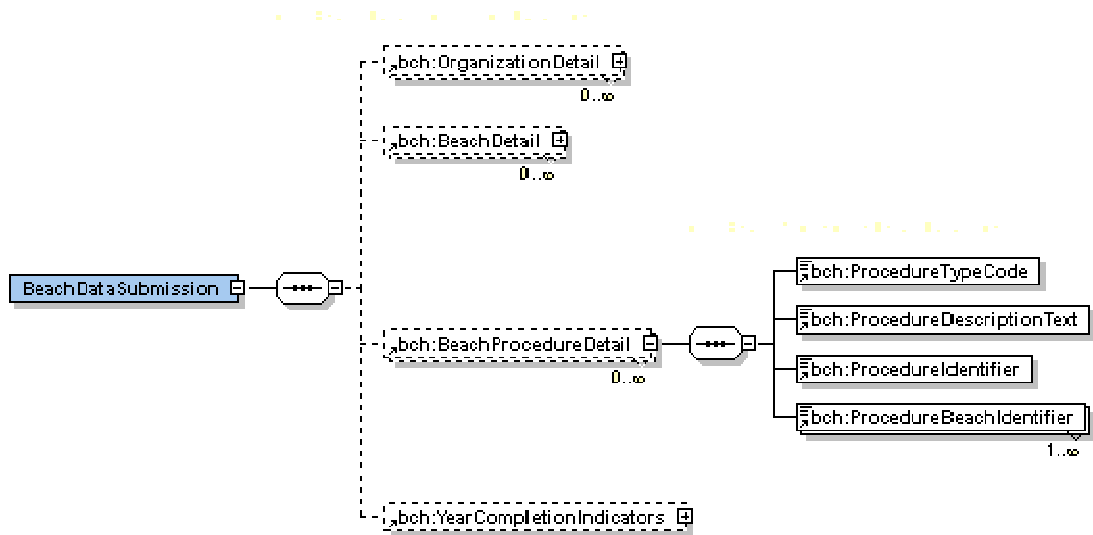 bch:OrganizationDetail
0..∞
bch:BeachDetail
0..∞
BeachDataSubmission
bch:BeachProcedureDetail
0..∞
bch:ProcedureTypeCode
bch:ProcedureDescriptionText
bch:ProcedureIdentifier
bch:ProcedureBeachIdentifier
1..∞
bch:YearCompletionIndicators